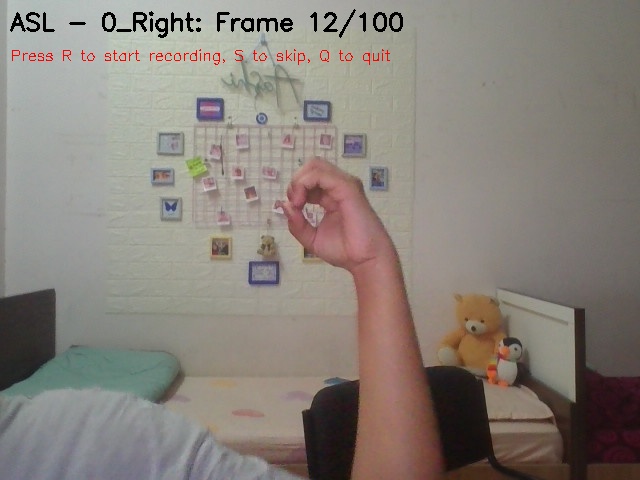 ASL - 0_Right: Frame 12/100
Press R to start recording, S to skip, Q to quit